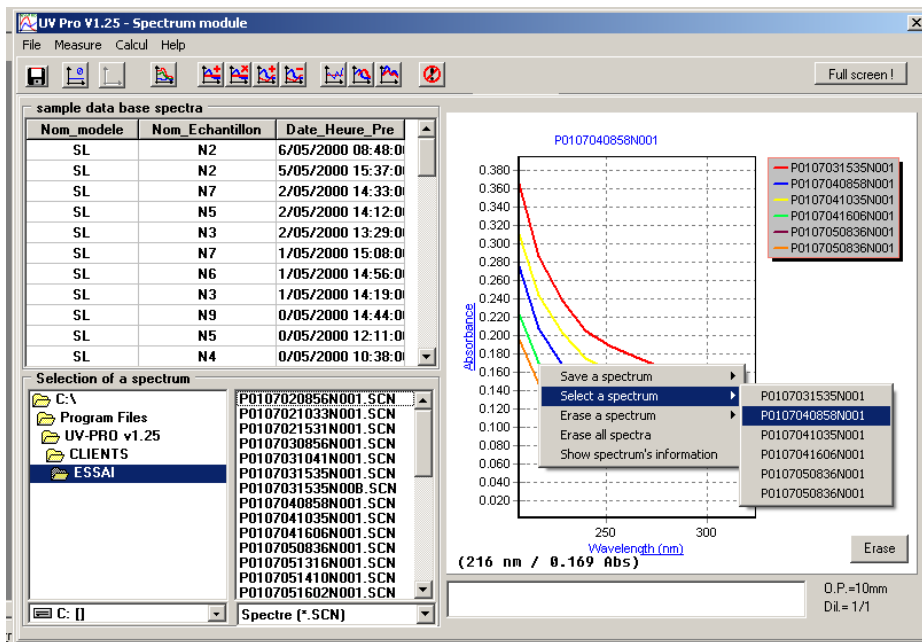 UV Pro V1.25 - Spectrum module
File Measure Calcul Help
Full screen !
sample data base spectra
Nom_modele Nom_Echantillon Date_Heure_Pre
SL N2 6/05/2000 08:48:0
SL N2 5/05/2000 15:37:0
SL N7 2/05/2000 14:33:0
SL N5 2/05/2000 14:12:0
SL N3 2/05/2000 13:29:0
SL N7 1/05/2000 15:08:0
SL N6 1/05/2000 14:56:0
SL N3 1/05/2000 14:19:0
SL N9 0/05/2000 14:44:0
SL N5 0/05/2000 12:11:0
SL N4 0/05/2000 10:38:0
Selection of a spectrum
C:\
Program Files
UV-PRO v1.25
CLIENTS
ESSAI
C: []
P0107020856N001.SCN
P0107021033N001.SCN
P0107021531N001.SCN
P0107030856N001.SCN
P0107031041N001.SCN
P0107031535N001.SCN
P0107031535N00B.SCN
P0107040858N001.SCN
P0107041035N001.SCN
P0107041606N001.SCN
P0107050836N001.SCN
P0107051316N001.SCN
P0107051410N001.SCN
P0107051602N001.SCN
Spectre (*.SCN)
P0107040858N001
0.380
0.360
0.340
0.320
0.300
0.280
0.260
0.240
0.220
0.200
0.180
0.160
0.140
0.120
0.100
0.080
0.060
0.040
0.020
Absorbance
250 300
Wavelength (nm)
(216 nm / 0.169 Abs)
P0107031535N001
P0107040858N001
P0107041035N001
P0107041606N001
P0107050836N001
P0107050836N001
Save a spectrum
Select a spectrum
Erase a spectrum
Erase all spectra
Show spectrum's information
P0107031535N001
P0107040858N001
P0107041035N001
P0107041606N001
P0107050836N001
P0107050836N001
Erase
O.P.=10mm
Dil.= 1/1